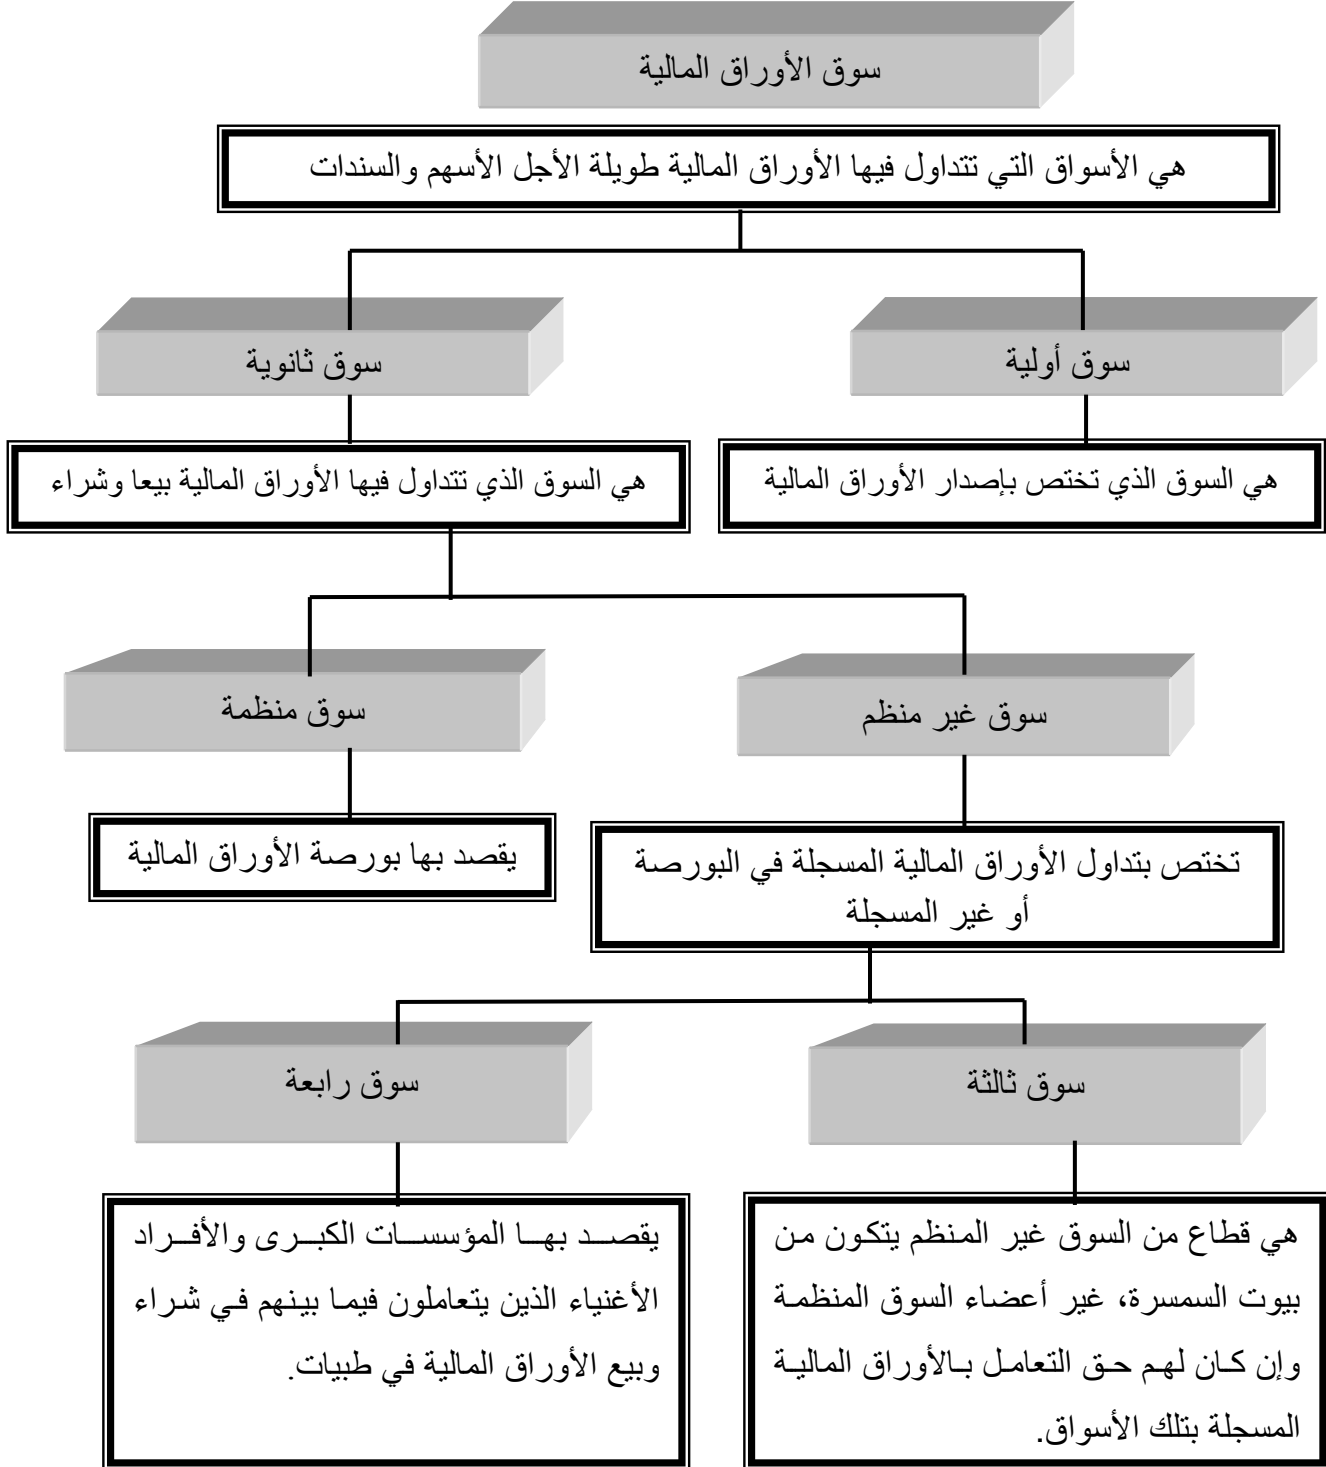 سوق الأوراق المالية
هي الأسواق التي تتداول فيها الأوراق المالية طويلة الأجل الأسهم والسندات
سوق أولية
سوق ثانوية
هي السوق الذي تختص بإصدار الأوراق المالية
هي السوق الذي تتداول فيها الأوراق المالية بيعا وشراء
سوق غير منظم
سوق منظمة
تختص بتداول الأوراق المالية المسجلة في البورصة
أو غير المسجلة
يقصد بها بورصة الأوراق المالية
سوق ثالثة
سوق رابعة
هي قطاع من السوق غير المنظم يتكون من
بيوت السمسرة، غير أعضاء السوق المنظمة
وإن كان لهم حق التعامل بالأوراق المالية
المسجلة بتلك الأسواق.
يقصد بها المؤسسات الكبرى والأفراد
الأغنياء الذين يتعاملون فيما بينهم في شراء
وبيع الأوراق المالية في طبيات.